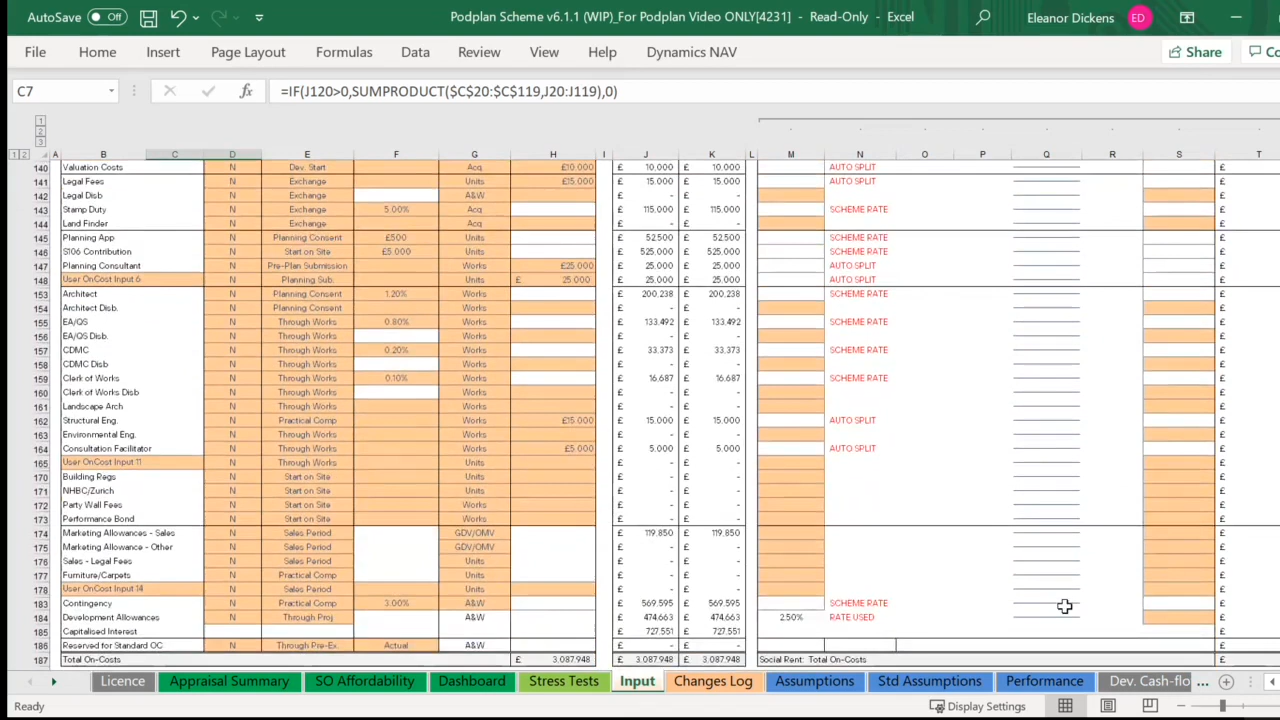 AutoSave Off Podplan Scheme v6.1.1 (WIP)_For Podplan Video ONLY[4231] - Read-Only - Excel Eleanor Dickens ED
File Home Insert Page Layout Formulas Data Review View Help Dynamics NAV Share Co
C7 fx =IF(J120>0,SUMPRODUCT($C$20:$C$119,J20:J119),0)
1
2
3
1 2 A B C D E F G H I J K L M N O P Q R S T
140 Valuation Costs N Dev. Start Acq £10,000 £ 10,000 £ 10,000 AUTO SPLIT £
141 Legal Fees N Exchange Units £15,000 £ 15,000 £ 15,000 AUTO SPLIT £
142 Legal Disb N Exchange A&W £ - £ - £
143 Stamp Duty N Exchange 5.00% Acq £ 115,000 £ 115,000 SCHEME RATE £
144 Land Finder N Exchange Acq £ - £ - £
145 Planning App N Planning Consent £500 Units £ 52,500 £ 52,500 SCHEME RATE £
146 S106 Contribution N Start on Site £5,000 Units £ 525,000 £ 525,000 SCHEME RATE £
147 Planning Consultant N Pre-Plan Submission Works £25,000 £ 25,000 £ 25,000 AUTO SPLIT £
148 User OnCost Input 6 N Planning Sub. Units £ 25,000 £ 25,000 £ 25,000 AUTO SPLIT £
153 Architect N Planning Consent 1.20% Works £ 200,238 £ 200,238 SCHEME RATE £
154 Architect Disb. N Planning Consent Works £ - £ - £
155 EA/QS N Through Works 0.80% Works £ 133,492 £ 133,492 SCHEME RATE £
156 EA/QS Disb. N Through Works Works £ - £ - £
157 CDMC N Through Works 0.20% Works £ 33,373 £ 33,373 SCHEME RATE £
158 CDMC Disb N Through Works Works £ - £ - £
159 Clerk of Works N Through Works 0.10% Works £ 16,687 £ 16,687 SCHEME RATE £
160 Clerk of Works Disb N Through Works Works £ - £ - £
161 Landscape Arch N Through Works Works £ - £ - £
162 Structural Eng. N Practical Comp Works £15,000 £ 15,000 £ 15,000 AUTO SPLIT £
163 Environmental Eng. N Through Works Works £ - £ - £
164 Consultation Facilitator N Through Works Works £5,000 £ 5,000 £ 5,000 AUTO SPLIT £
165 User OnCost Input 11 N Through Works Works £ - £ - £
170 Building Regs N Start on Site Units £ - £ - £
171 NHBC/Zurich N Start on Site Units £ - £ - £
172 Party Wall Fees N Start on Site Works £ - £ - £
173 Performance Bond N Start on Site Works £ - £ - £
174 Marketing Allowances - Sales N Sales Period GDV/OMV £ 119,850 £ 119,850 £
175 Marketing Allowance - Other N Sales Period GDV/OMV £ - £ - £
176 Sales - Legal Fees N Sales Period Units £ - £ - £
177 Furniture/Carpets N Practical Comp Units £ - £ - £
178 User OnCost Input 14 N Sales Period Units £ - £ - £
183 Contingency N Practical Comp 3.00% A&W £ 569,595 £ 569,595 SCHEME RATE £
184 Development Allowances N Through Proj A&W £ 474,663 £ 474,663 2.50% RATE USED £
185 Capitalised Interest £ 727,551 £ 727,551 £
186 Reserved for Standard OC N Through Pre-Ex. Actual A&W £ - £ - £
187 Total On-Costs £ 3,087,948 £ 3,087,948 £ 3,087,948 Social Rent: Total On-Costs £
Licence Appraisal Summary SO Affordability Dashboard Stress Tests Input Changes Log Assumptions Std Assumptions Performance Dev. Cash-flo ...
Ready Display Settings